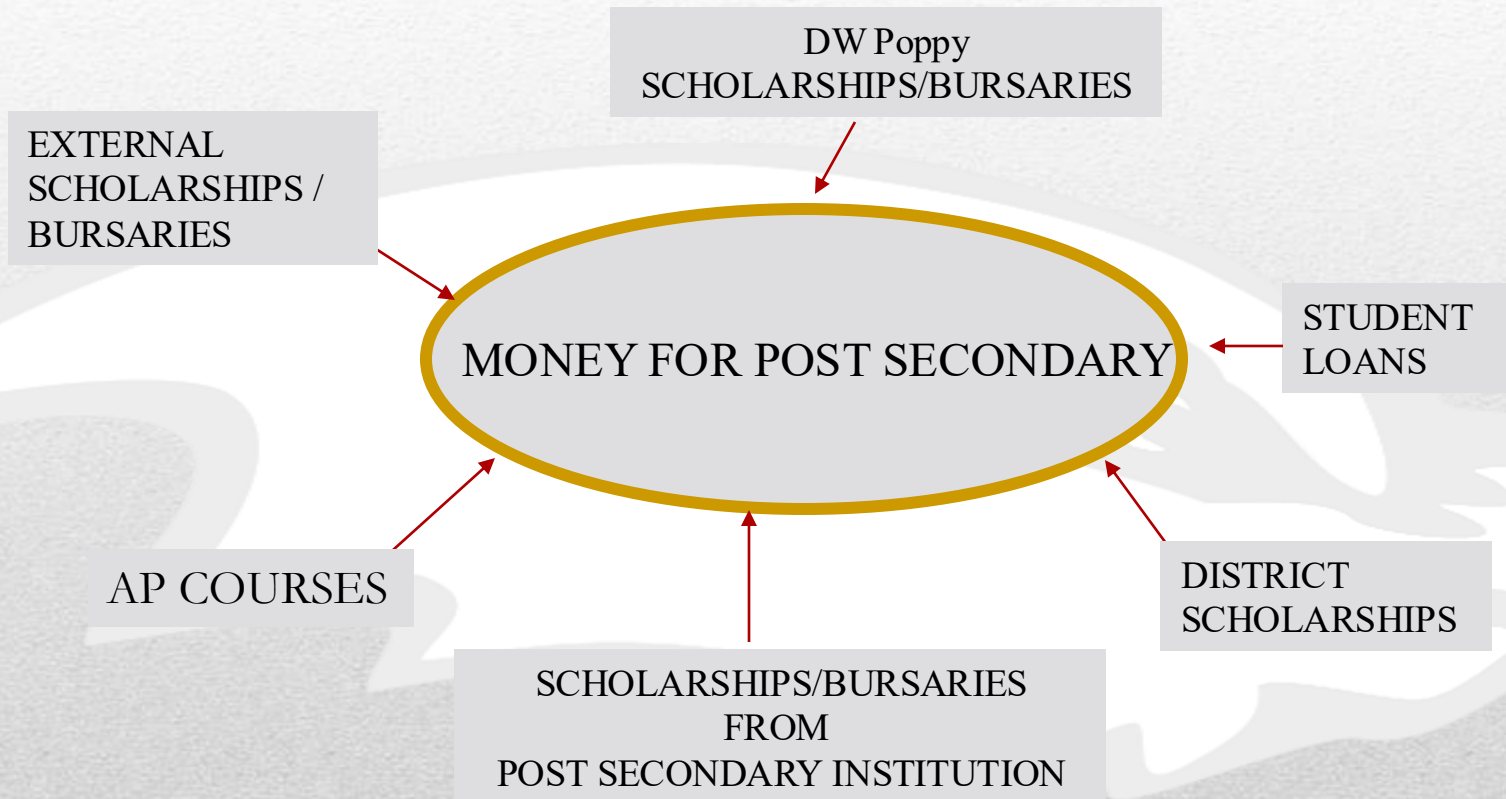 DW Poppy
SCHOLARSHIPS/BURSARIES
EXTERNAL
SCHOLARSHIPS /
BURSARIES
MONEY FOR POST SECONDARY
STUDENT
LOANS
AP COURSES
DISTRICT
SCHOLARSHIPS
SCHOLARSHIPS/BURSARIES
FROM
POST SECONDARY INSTITUTION